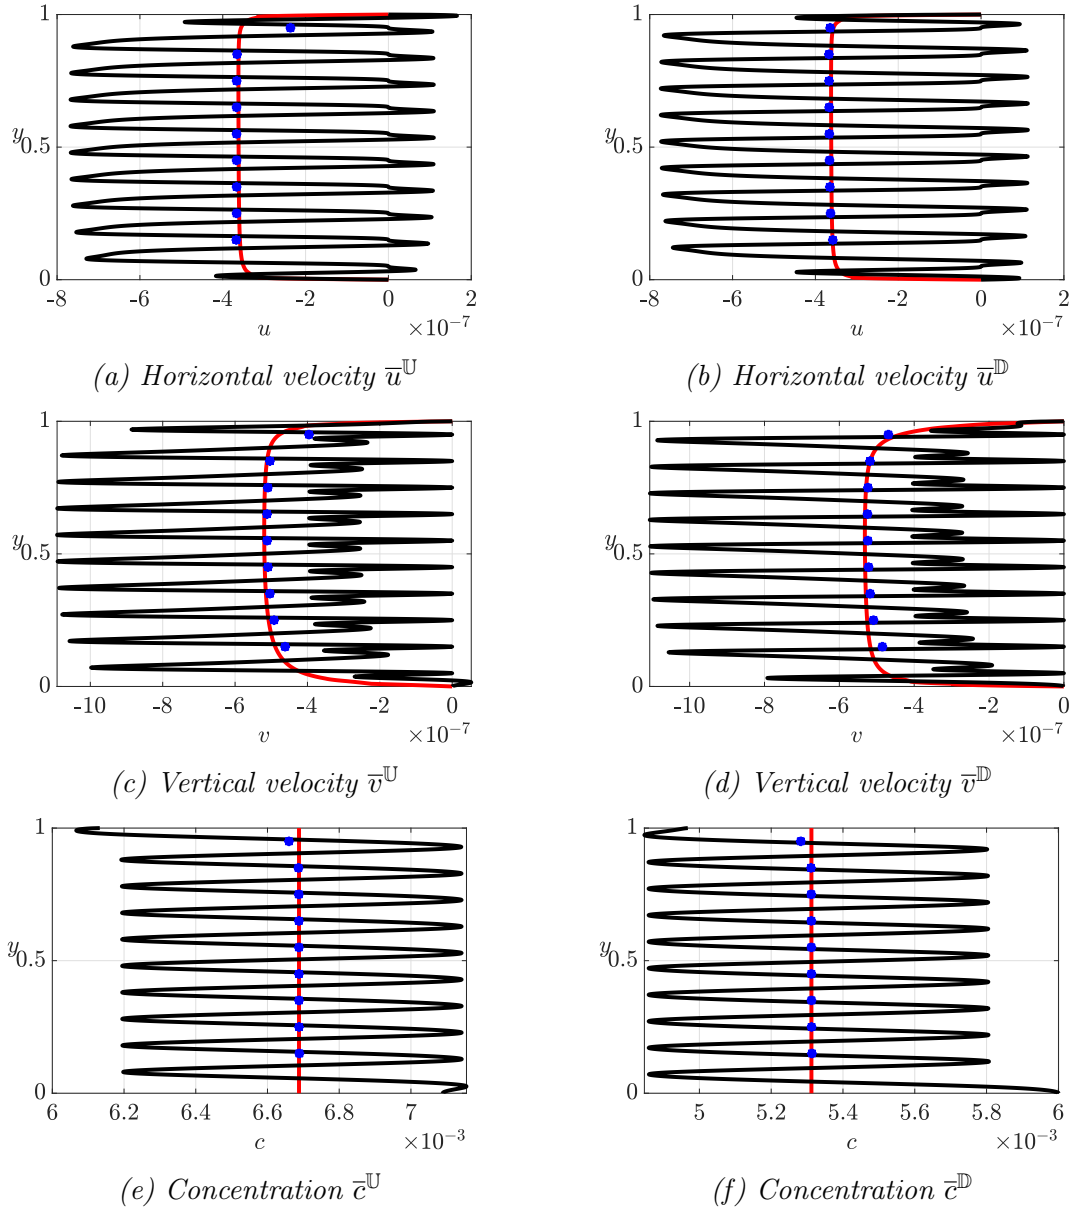 1
y
0.5
0
-8 -6 -4 -2 0 2
×10⁻⁷
u
(a) Horizontal velocity u̅^𝕌
1
y
0.5
0
-8 -6 -4 -2 0 2
×10⁻⁷
u
(b) Horizontal velocity u̅^𝔻
1
y
0.5
0
-10 -8 -6 -4 -2 0
×10⁻⁷
v
(c) Vertical velocity v̅^𝕌
1
y
0.5
0
-10 -8 -6 -4 -2 0
×10⁻⁷
v
(d) Vertical velocity v̅^𝔻
1
y
0.5
0
6 6.2 6.4 6.6 6.8 7
×10⁻³
c
(e) Concentration c̅^𝕌
1
y
0.5
0
5 5.2 5.4 5.6 5.8 6
×10⁻³
c
(f) Concentration c̅^𝔻